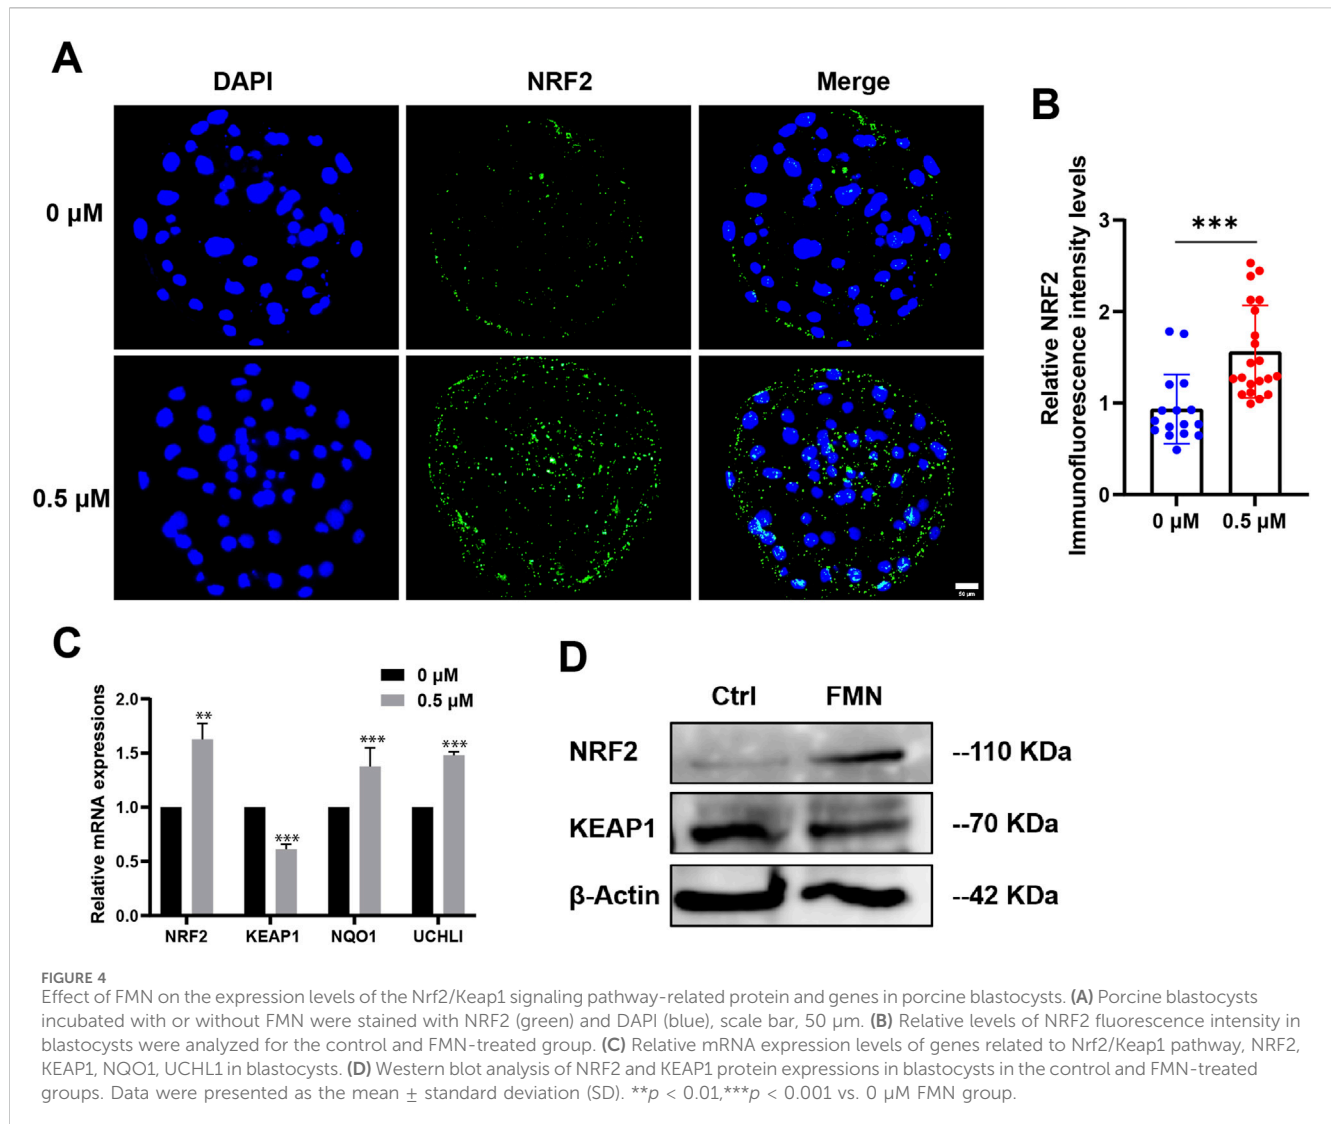 A
DAPI
NRF2
Merge
0 µM
0.5 µM
50 µm
B
Relative NRF2
Immunofluorescence intensity levels
3
2
1
0
***
0 µM
0.5 µM
C
0 µM
0.5 µM
Relative mRNA expressions
2.0
1.5
1.0
0.5
0.0
**
***
***
***
NRF2
KEAP1
NQO1
UCHLI
D
Ctrl
FMN
NRF2
--110 KDa
KEAP1
--70 KDa
β-Actin
--42 KDa
FIGURE 4
Effect of FMN on the expression levels of the Nrf2/Keap1 signaling pathway-related protein and genes in porcine blastocysts. (A) Porcine blastocysts
incubated with or without FMN were stained with NRF2 (green) and DAPI (blue), scale bar, 50 µm. (B) Relative levels of NRF2 fluorescence intensity in
blastocysts were analyzed for the control and FMN-treated group. (C) Relative mRNA expression levels of genes related to Nrf2/Keap1 pathway, NRF2,
KEAP1, NQO1, UCHL1 in blastocysts. (D) Western blot analysis of NRF2 and KEAP1 protein expressions in blastocysts in the control and FMN-treated
groups. Data were presented as the mean ± standard deviation (SD). **p < 0.01,***p < 0.001 vs. 0 µM FMN group.